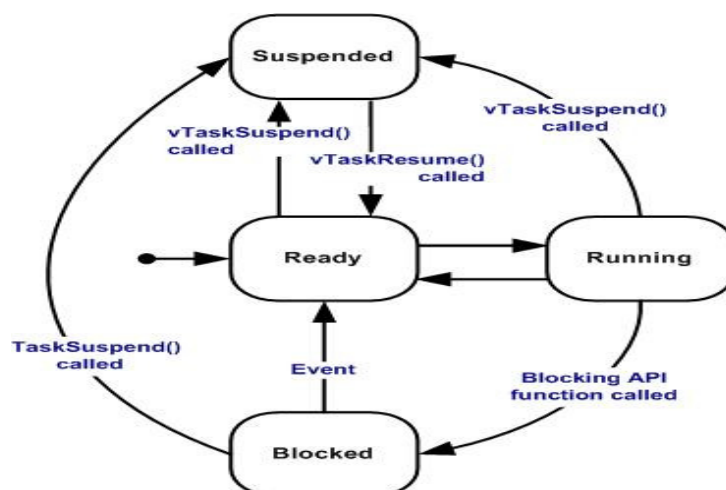 Suspended
vTaskSuspend()
called
vTaskSuspend()
called
vTaskResume()
called
Ready
Running
TaskSuspend()
called
Event
Blocking API
function called
Blocked